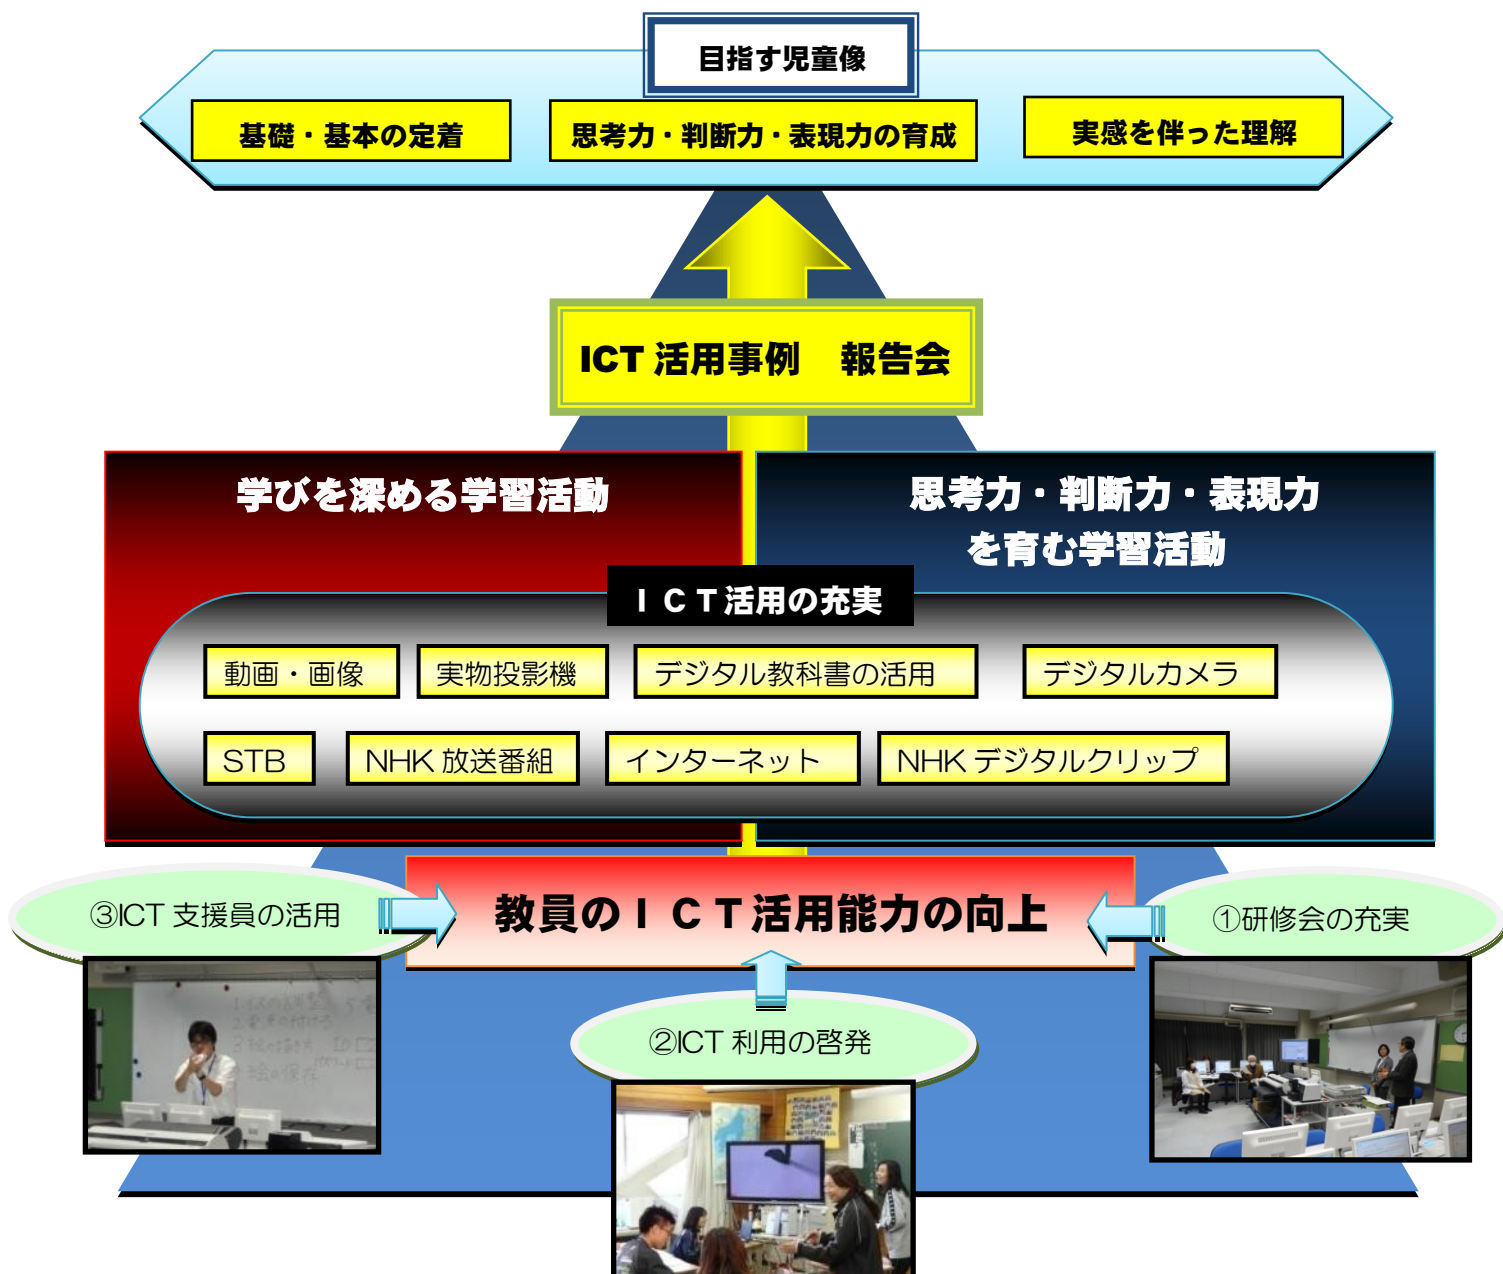 目指す児童像
基礎・基本の定着
思考力・判断力・表現力の育成
実感を伴った理解
ICT 活用事例　報告会
学びを深める学習活動
思考力・判断力・表現力
を育む学習活動
ＩＣＴ活用の充実
動画・画像
実物投影機
デジタル教科書の活用
デジタルカメラ
STB
NHK 放送番組
インターネット
NHK デジタルクリップ
教員のＩＣＴ活用能力の向上
③ICT 支援員の活用
①研修会の充実
②ICT 利用の啓発